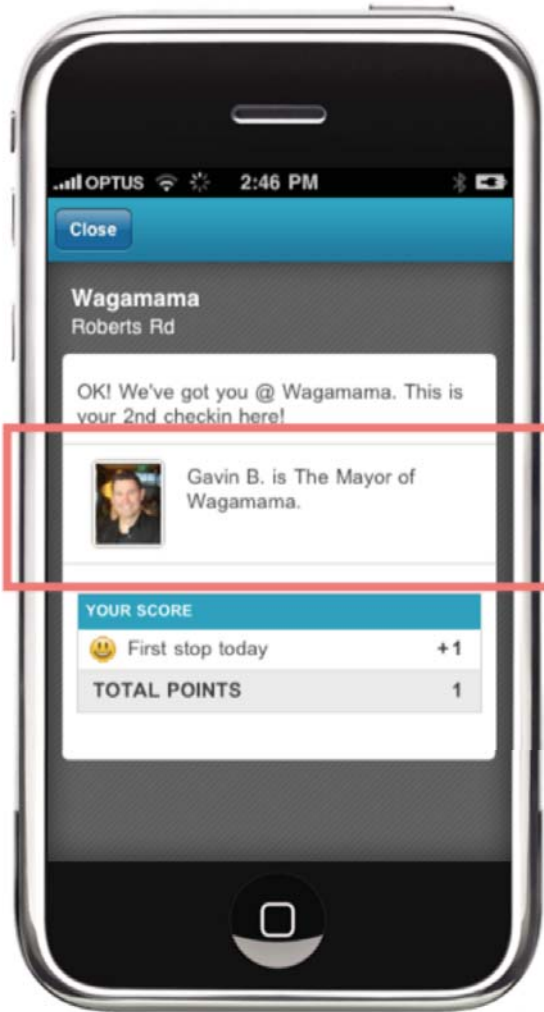 OPTUS 2:46 PM
Close
Wagamama
Roberts Rd
OK! We've got you @ Wagamama. This is
your 2nd checkin here!
Gavin B. is The Mayor of
Wagamama.
YOUR SCORE
First stop today +1
TOTAL POINTS 1